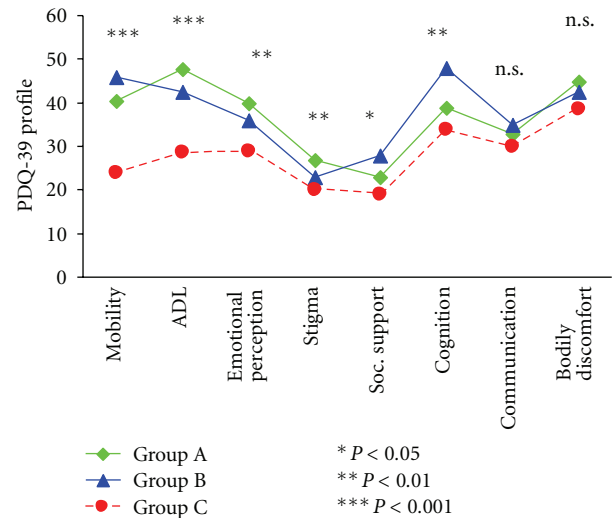 60
50
40
30
20
10
0
PDQ-39 profile
***
***
**
**
*
**
n.s.
n.s.
Mobility
ADL
Emotional
perception
Stigma
Soc. support
Cognition
Communication
Bodily
discomfort
Group A
Group B
Group C
* P < 0.05
** P < 0.01
*** P < 0.001